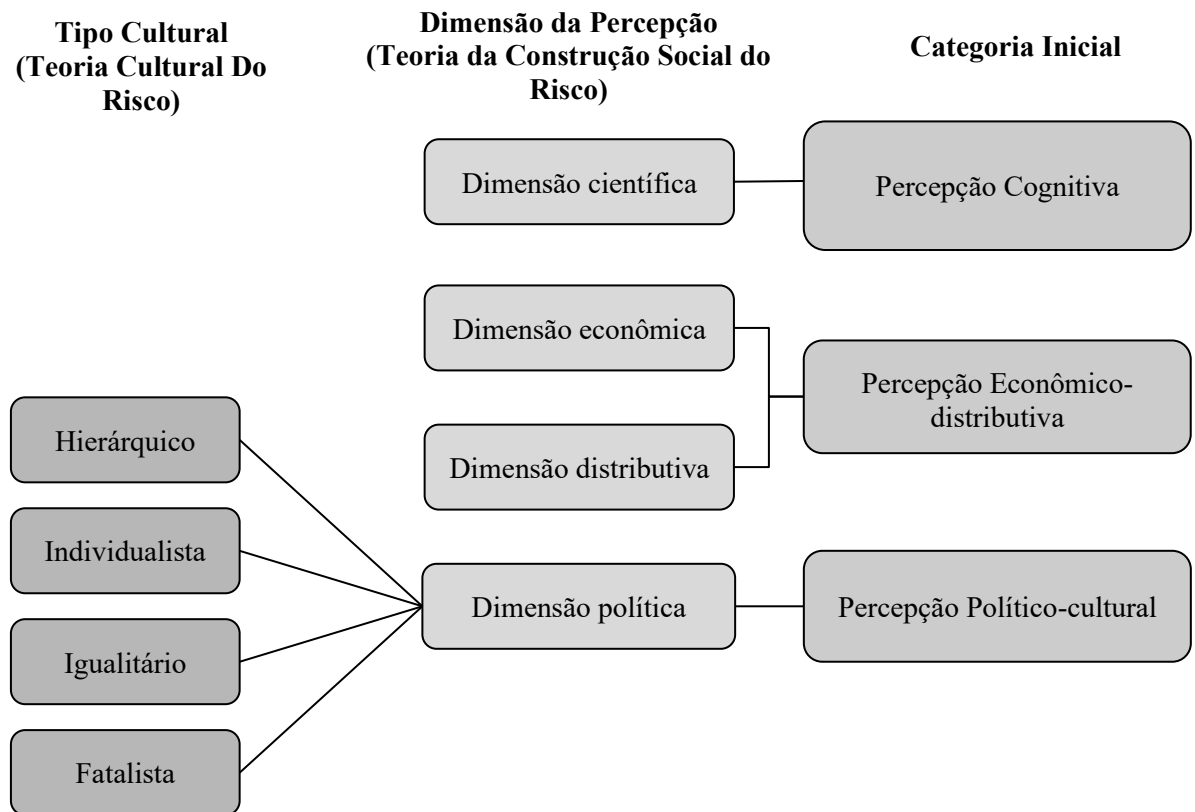 Tipo Cultural
(Teoria Cultural Do
Risco)
Dimensão da Percepção
(Teoria da Construção Social do
Risco)
Categoria Inicial
Dimensão científica
Percepção Cognitiva
Dimensão econômica
Percepção Econômico-
distributiva
Dimensão distributiva
Hierárquico
Individualista
Igualitário
Fatalista
Dimensão política
Percepção Político-cultural